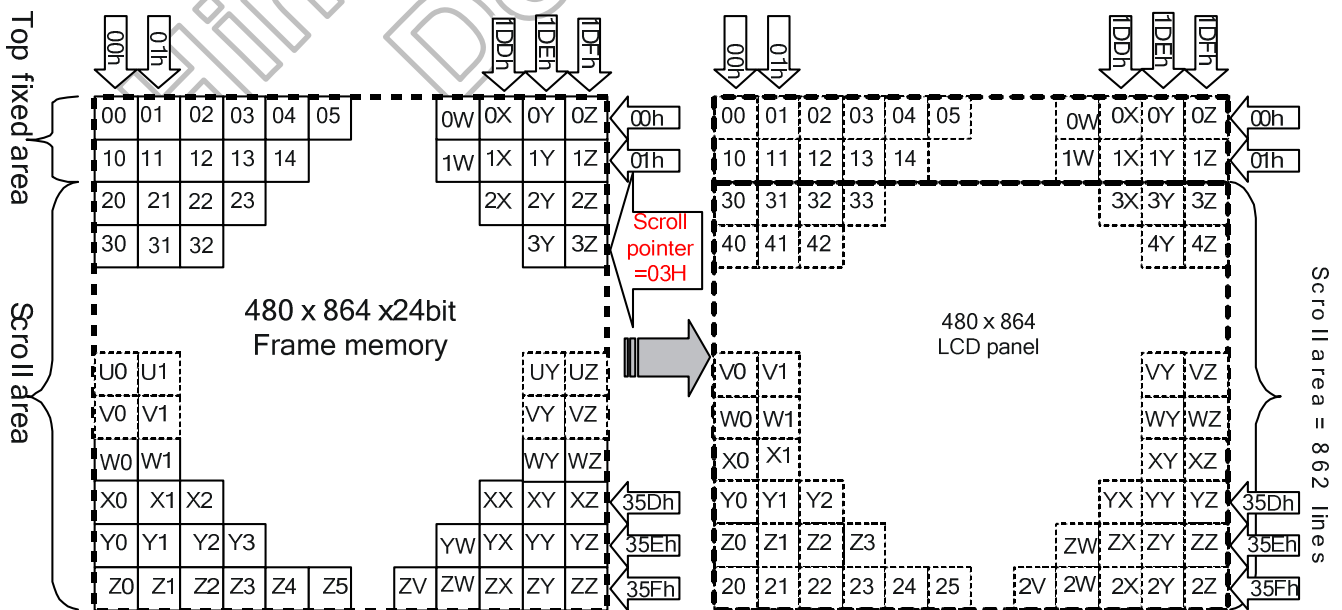 Top fixed area
Scroll area
00h 01h 1DDh 1DEh 1DFh
00 01 02 03 04 05 0W 0X 0Y 0Z 00h
10 11 12 13 14 1W 1X 1Y 1Z 01h
20 21 22 23 2X 2Y 2Z
30 31 32 3Y 3Z
Scroll
pointer
=03H
480 x 864 x24bit
Frame memory
U0 U1 UY UZ
V0 V1 VY VZ
W0 W1 WY WZ
X0 X1 X2 XX XY XZ 35Dh
Y0 Y1 Y2 Y3 YW YX YY YZ 35Eh
Z0 Z1 Z2 Z3 Z4 Z5 ZV ZW ZX ZY ZZ 35Fh
00h 01h 1DDh 1DEh 1DFh
00 01 02 03 04 05 0W 0X 0Y 0Z 00h
10 11 12 13 14 1W 1X 1Y 1Z 01h
30 31 32 33 3X 3Y 3Z
40 41 42 4Y 4Z
480 x 864
LCD panel
V0 V1 VY VZ
W0 W1 WY WZ
X0 X1 XY XZ
Y0 Y1 Y2 YX YY YZ 35Dh
Z0 Z1 Z2 Z3 ZW ZX ZY ZZ 35Eh
20 21 22 23 24 25 2V 2W 2X 2Y 2Z 35Fh
Scroll area = 862 lines